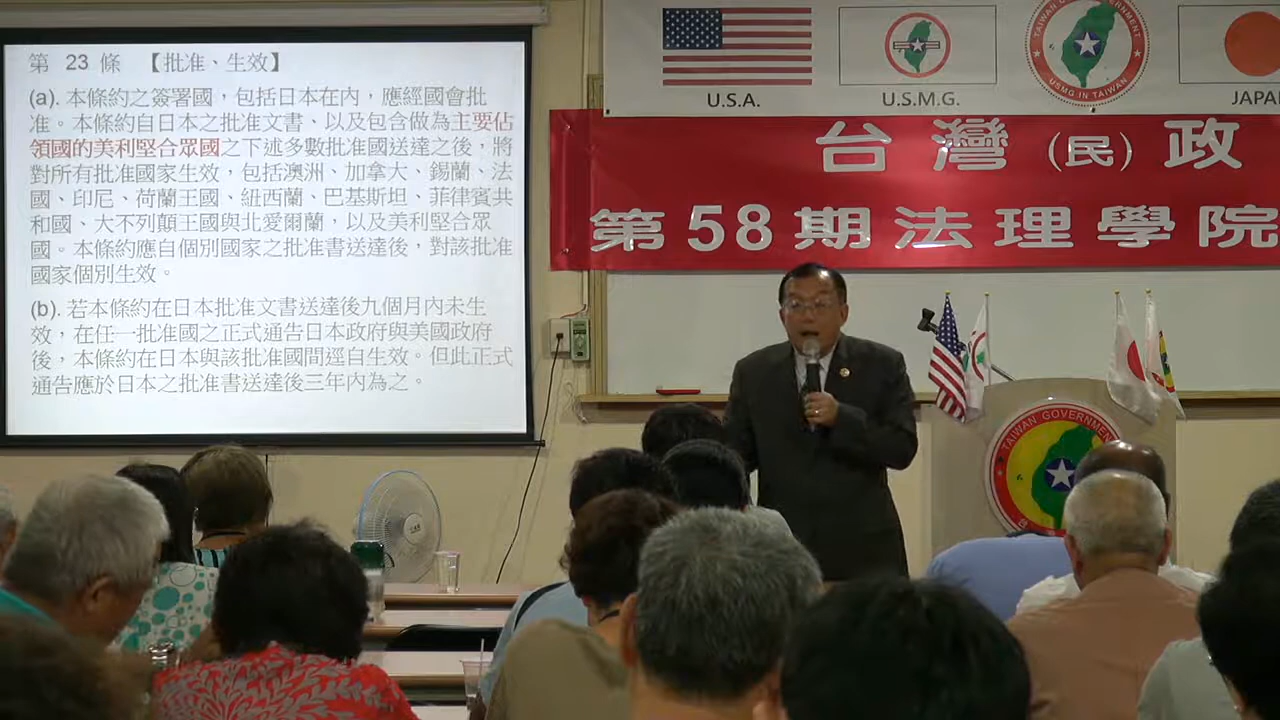 第 23 條 【批准、生效】
(a). 本條約之簽署國，包括日本在內，應經國會批
准。本條約自日本之批准文書、以及包含做為主要佔
領國的美利堅合眾國之下述多數批准國送達之後，將
對所有批准國家生效，包括澳洲、加拿大、錫蘭、法
國、印尼、荷蘭王國、紐西蘭、巴基斯坦、菲律賓共
和國、大不列顛王國與北愛爾蘭，以及美利堅合眾
國。本條約應自個別國家之批准書送達後，對該批准
國家個別生效。
(b). 若本條約在日本批准文書送達後九個月內未生
效，在任一批准國之正式通告日本政府與美國政府
後，本條約在日本與該批准國間逕自生效。但此正式
通告應於日本之批准書送達後三年內為之。
U.S.A.
U.S.M.G.
TAIWAN GOVERNMENT
USMG IN TAIWAN
JAPA
台灣(民)政
第58期法理學院
TAIWAN GOVERNMENT